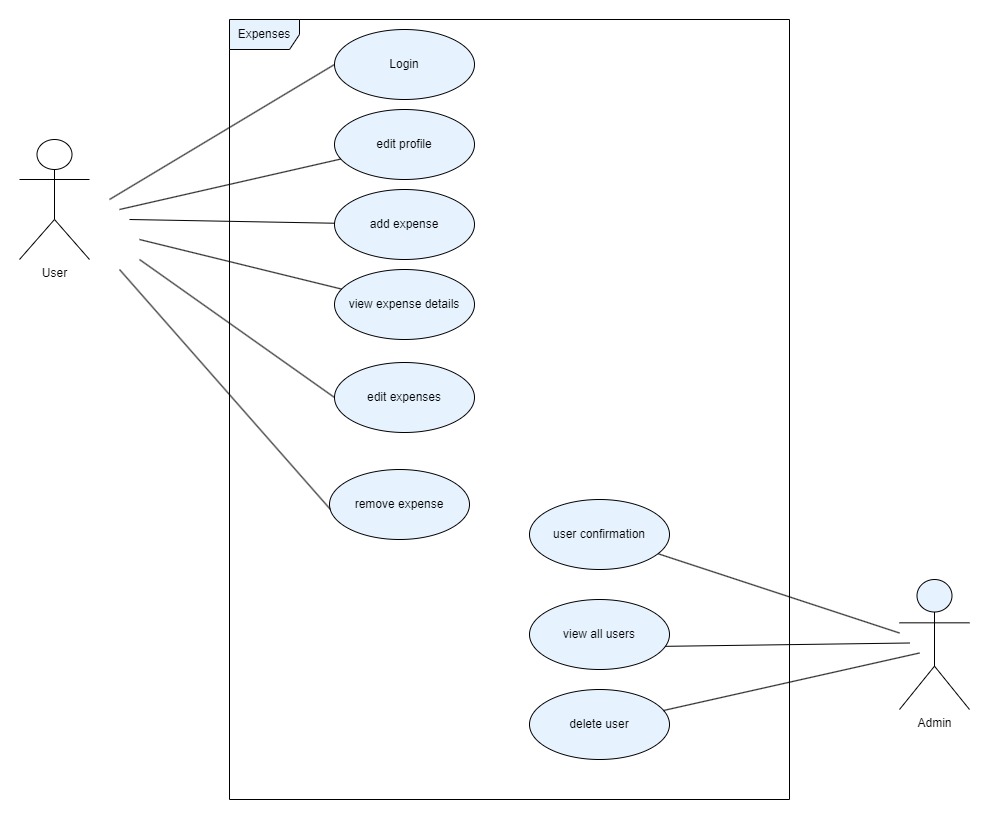 Expenses
Login
edit profile
add expense
User
view expense details
edit expenses
remove expense
user confirmation
view all users
delete user
Admin